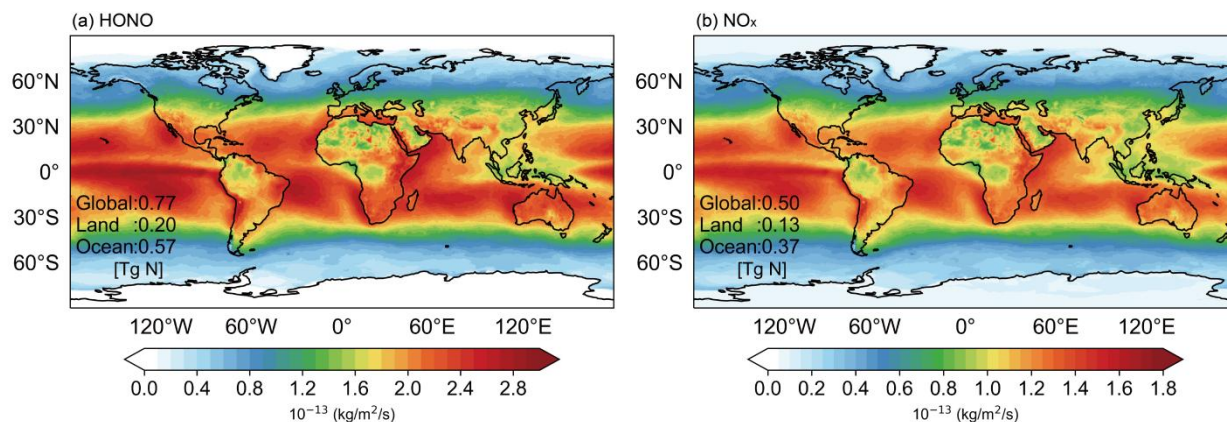 (a) HONO
60°N
30°N
0°
30°S
60°S
Global:0.77
Land :0.20
Ocean:0.57
[Tg N]
120°W 60°W 0° 60°E 120°E
0.0 0.4 0.8 1.2 1.6 2.0 2.4 2.8
10⁻¹³ (kg/m²/s)
(b) NOₓ
60°N
30°N
0°
30°S
60°S
Global:0.50
Land :0.13
Ocean:0.37
[Tg N]
120°W 60°W 0° 60°E 120°E
0.0 0.2 0.4 0.6 0.8 1.0 1.2 1.4 1.6 1.8
10⁻¹³ (kg/m²/s)